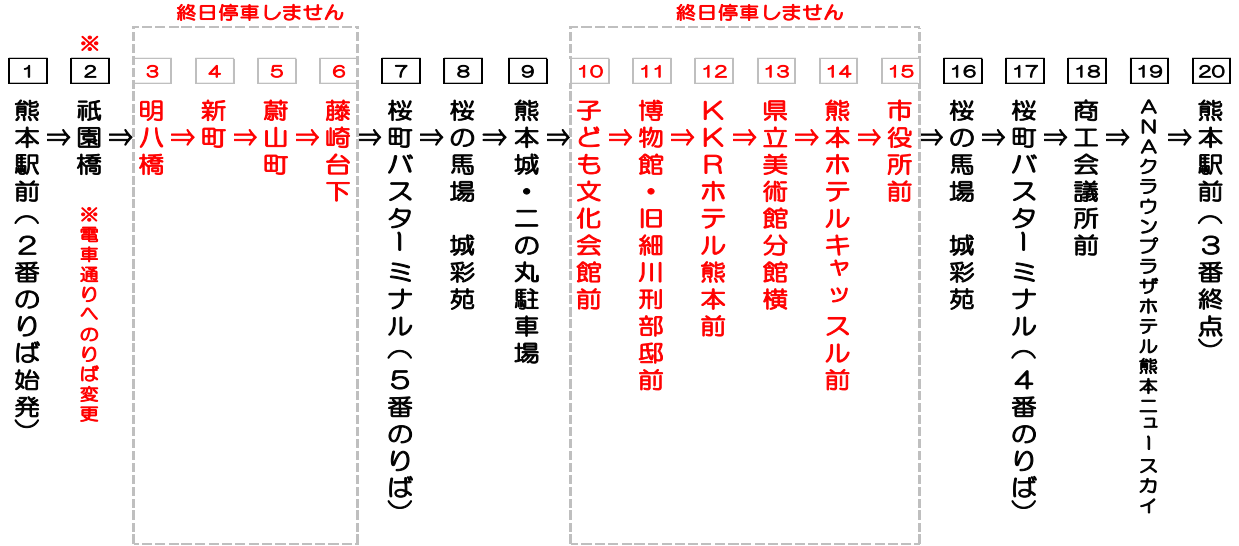 終日停車しません
終日停車しません
※
1
熊本駅前(2番のりば始発)
⇒
2
祇園橋
※電車通りへのりば変更
⇒
3
明八橋
⇒
4
新町
⇒
5
蔚山町
⇒
6
藤崎台下
⇒
7
桜町バスターミナル(5番のりば)
⇒
8
桜の馬場 城彩苑
⇒
9
熊本城・二の丸駐車場
⇒
10
子ども文化会館前
⇒
11
博物館・旧細川刑部邸前
⇒
12
KKRホテル熊本前
⇒
13
県立美術館分館横
⇒
14
熊本ホテルキャッスル前
⇒
15
市役所前
⇒
16
桜の馬場 城彩苑
⇒
17
桜町バスターミナル(4番のりば)
⇒
18
商工会議所前
⇒
19
ANAクラウンプラザホテル熊本ニュースカイ
⇒
20
熊本駅前(3番終点)